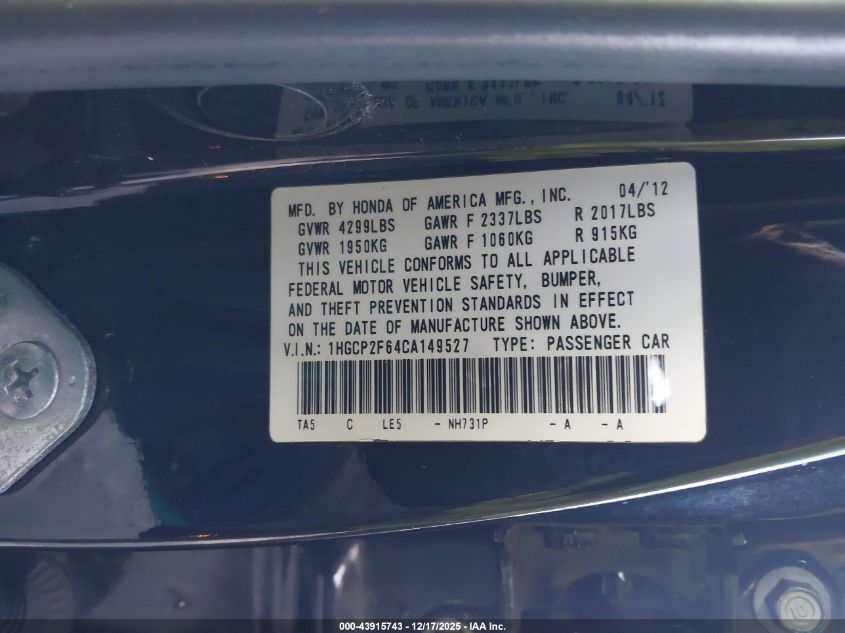 MFD. BY HONDA OF AMERICA MFG., INC. 04/'12
GVWR 4299LBS GAWR F 2337LBS R 2017LBS
GVWR 1950KG GAWR F 1060KG R 915KG
THIS VEHICLE CONFORMS TO ALL APPLICABLE
FEDERAL MOTOR VEHICLE SAFETY, BUMPER,
AND THEFT PREVENTION STANDARDS IN EFFECT
ON THE DATE OF MANUFACTURE SHOWN ABOVE.
V.I.N.: 1HGCP2F64CA149527 TYPE: PASSENGER CAR
TA5 C LE5 - NH731P - A - A
000-43915743 - 12/17/2025 - IAA Inc.